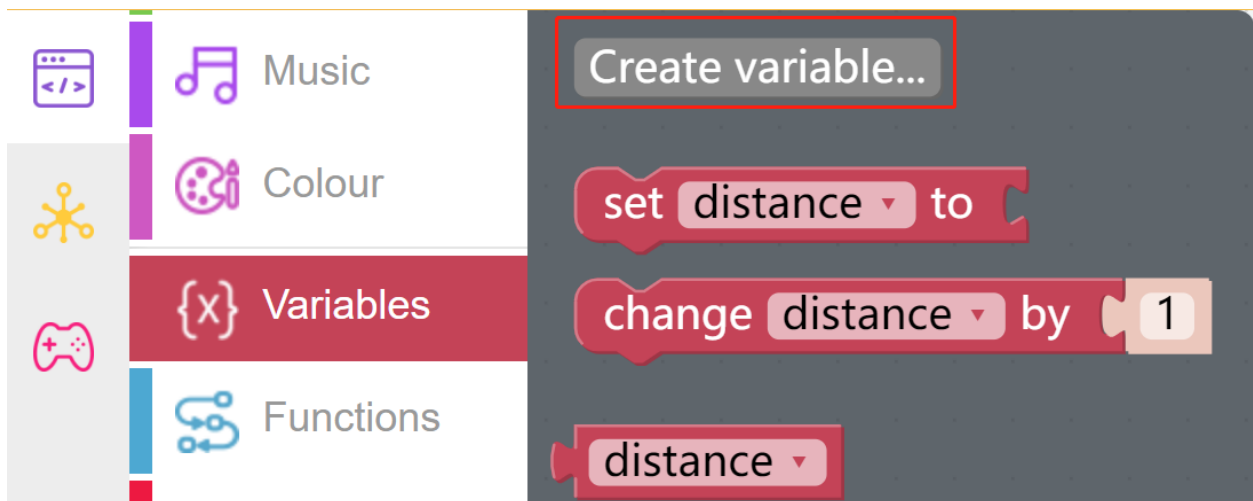 </>
Music
Colour
{x} Variables
Functions
Create variable...
set distance to
change distance by 1
distance